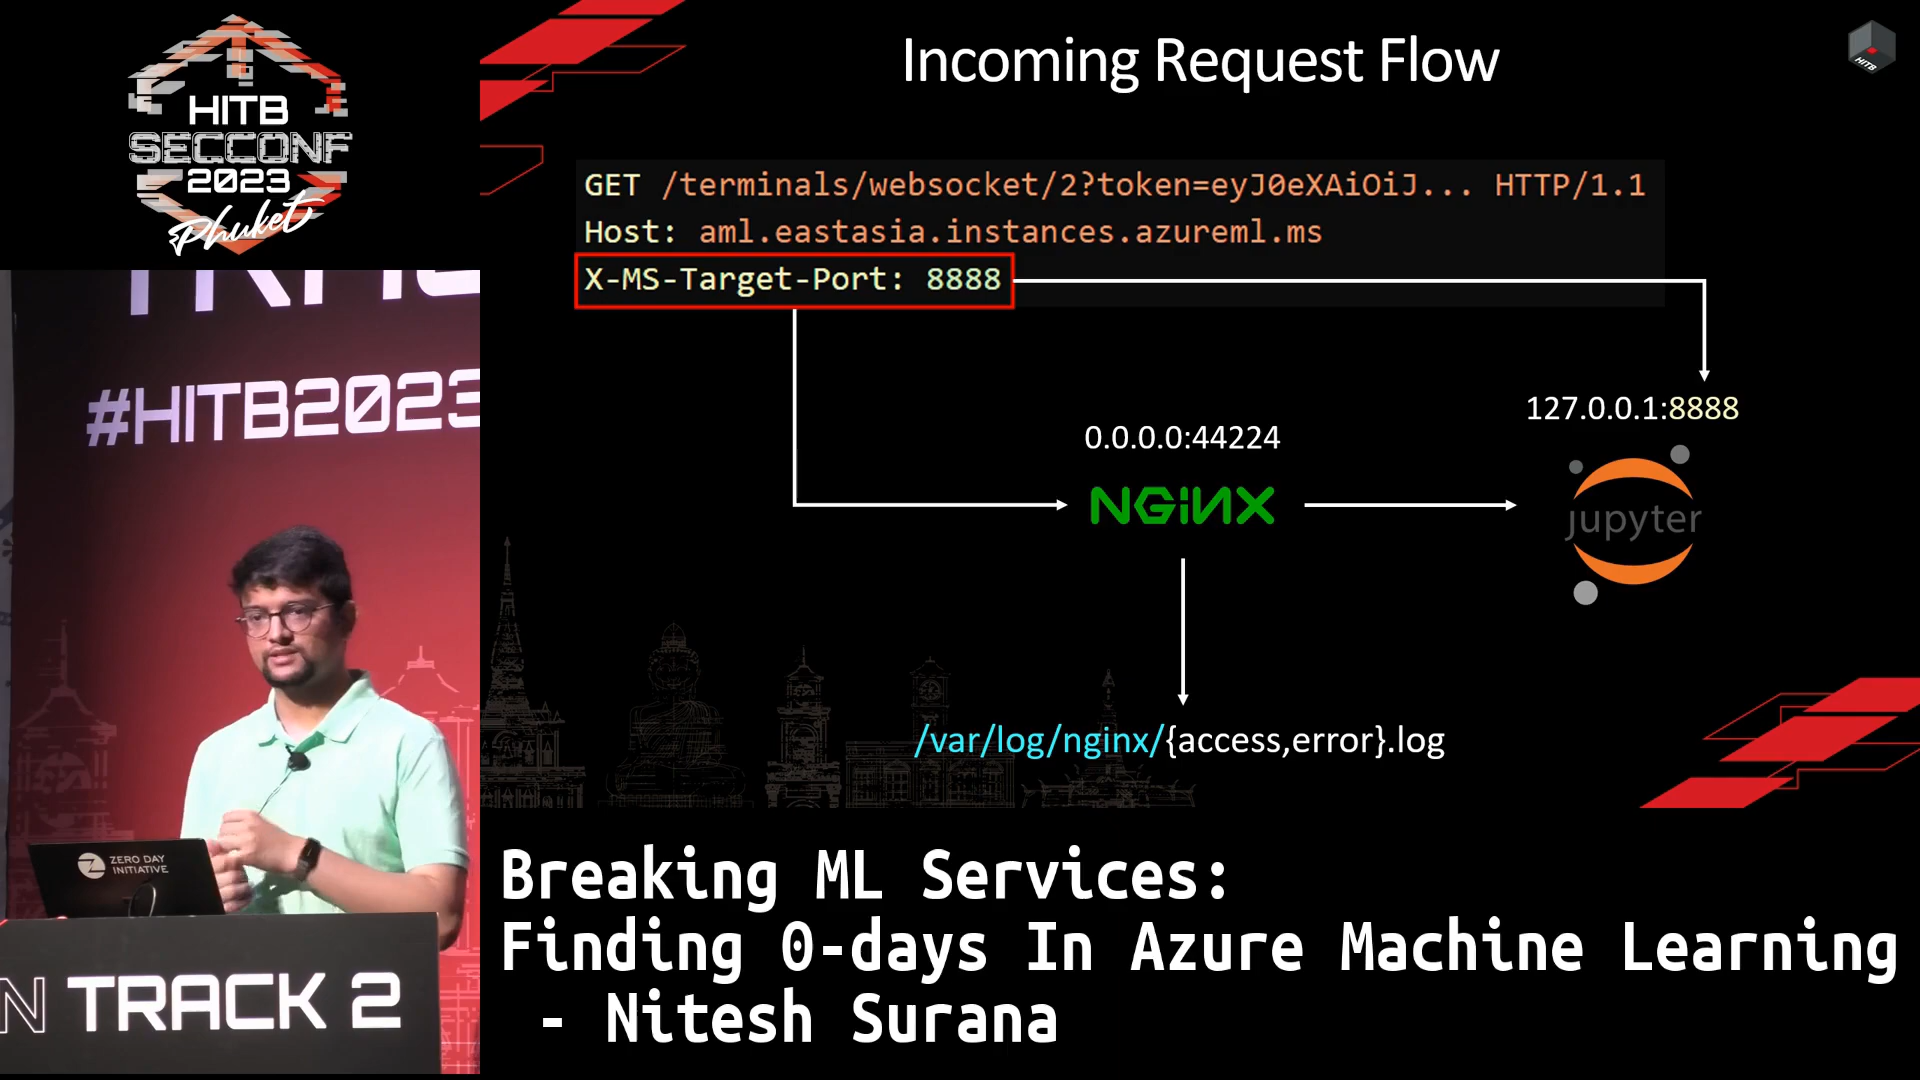 HITB
SECCONF
2023
Phuket
Incoming Request Flow
HITB
GET /terminals/websocket/2?token=eyJ0eXAiOiJ... HTTP/1.1
Host: aml.eastasia.instances.azureml.ms
X-MS-Target-Port: 8888
127.0.0.1:8888
0.0.0.0:44224
NGINX
jupyter
/var/log/nginx/{access,error}.log
#HITB2023
ZERO DAY
INITIATIVE
N TRACK 2
Breaking ML Services:
Finding 0-days In Azure Machine Learning
- Nitesh Surana